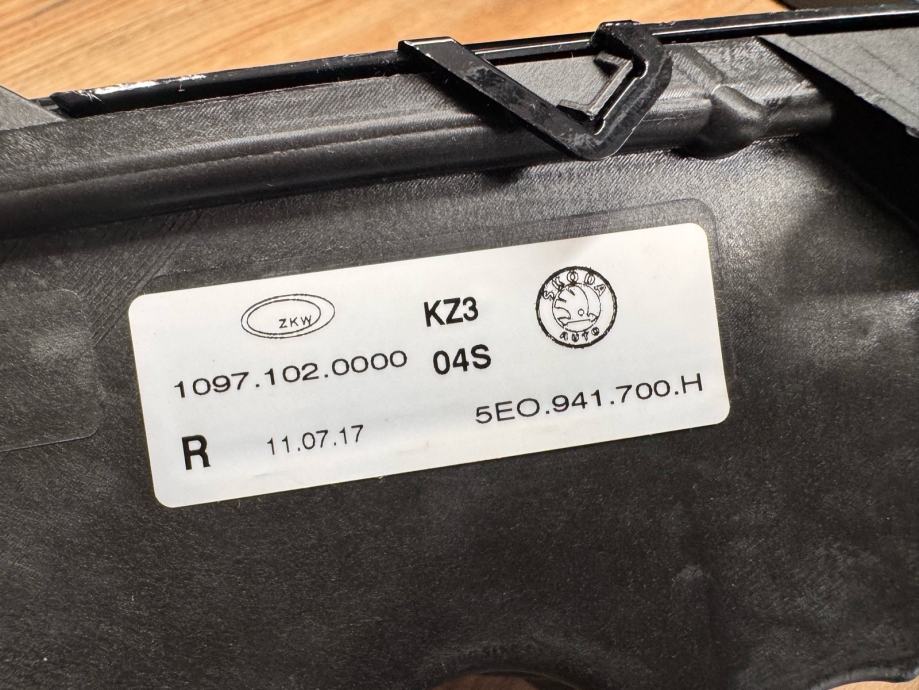 ZKW
KZ3
SKODA
AUTO
1097.102.0000
04S
5E0.941.700.H
R
11.07.17